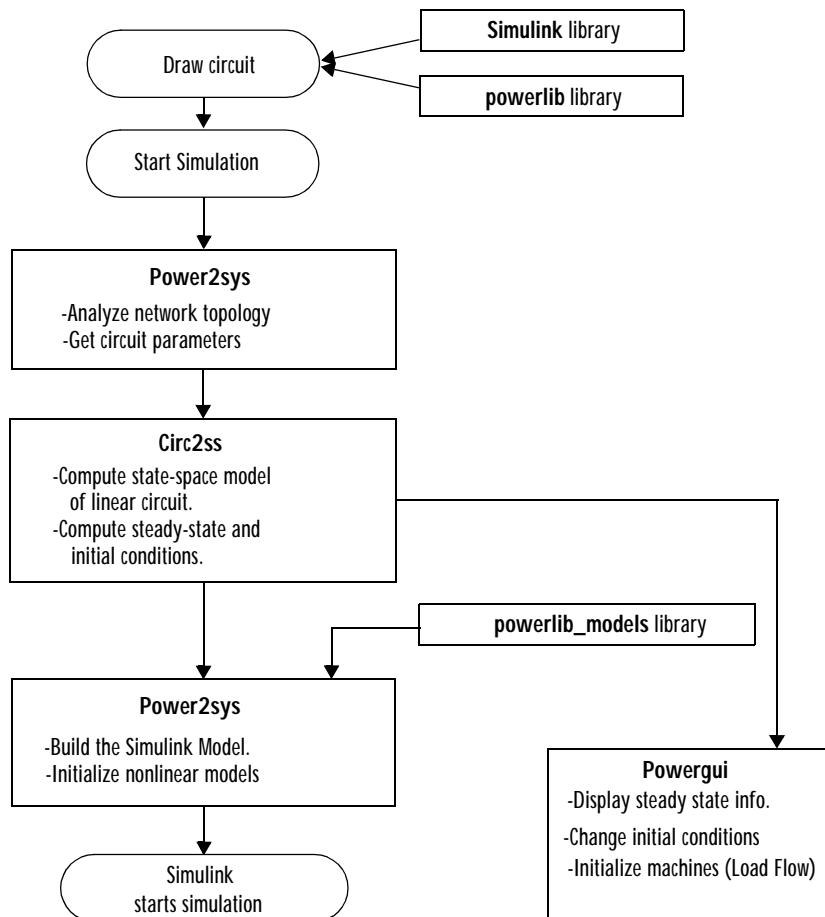 Simulink library
Draw circuit
powerlib library
Start Simulation
Power2sys
-Analyze network topology
-Get circuit parameters
Circ2ss
-Compute state-space model
of linear circuit.
-Compute steady-state and
initial conditions.
powerlib_models library
Power2sys
-Build the Simulink Model.
-Initialize nonlinear models
Powergui
-Display steady state info.
-Change initial conditions
-Initialize machines (Load Flow)
Simulink
starts simulation